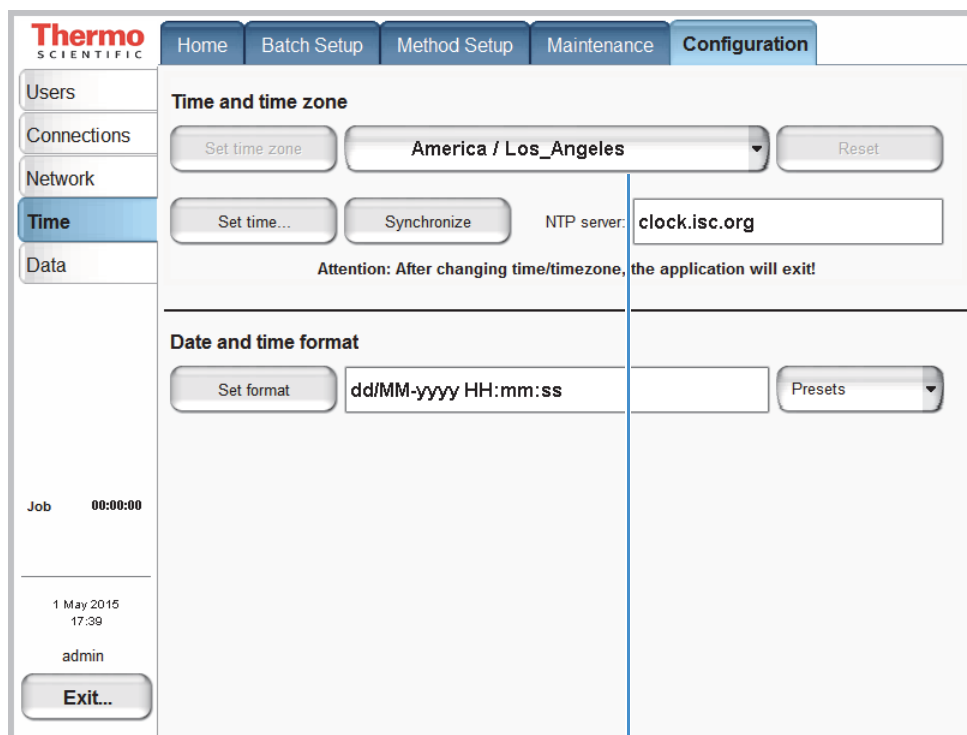 Thermo
SCIENTIFIC
Home Batch Setup Method Setup Maintenance Configuration
Users
Connections
Network
Time
Data
Time and time zone
Set time zone America / Los_Angeles Reset
Set time... Synchronize NTP server: clock.isc.org
Attention: After changing time/timezone, the application will exit!
Date and time format
Set format dd/MM-yyyy HH:mm:ss Presets
Job 00:00:00
1 May 2015
17:39
admin
Exit...